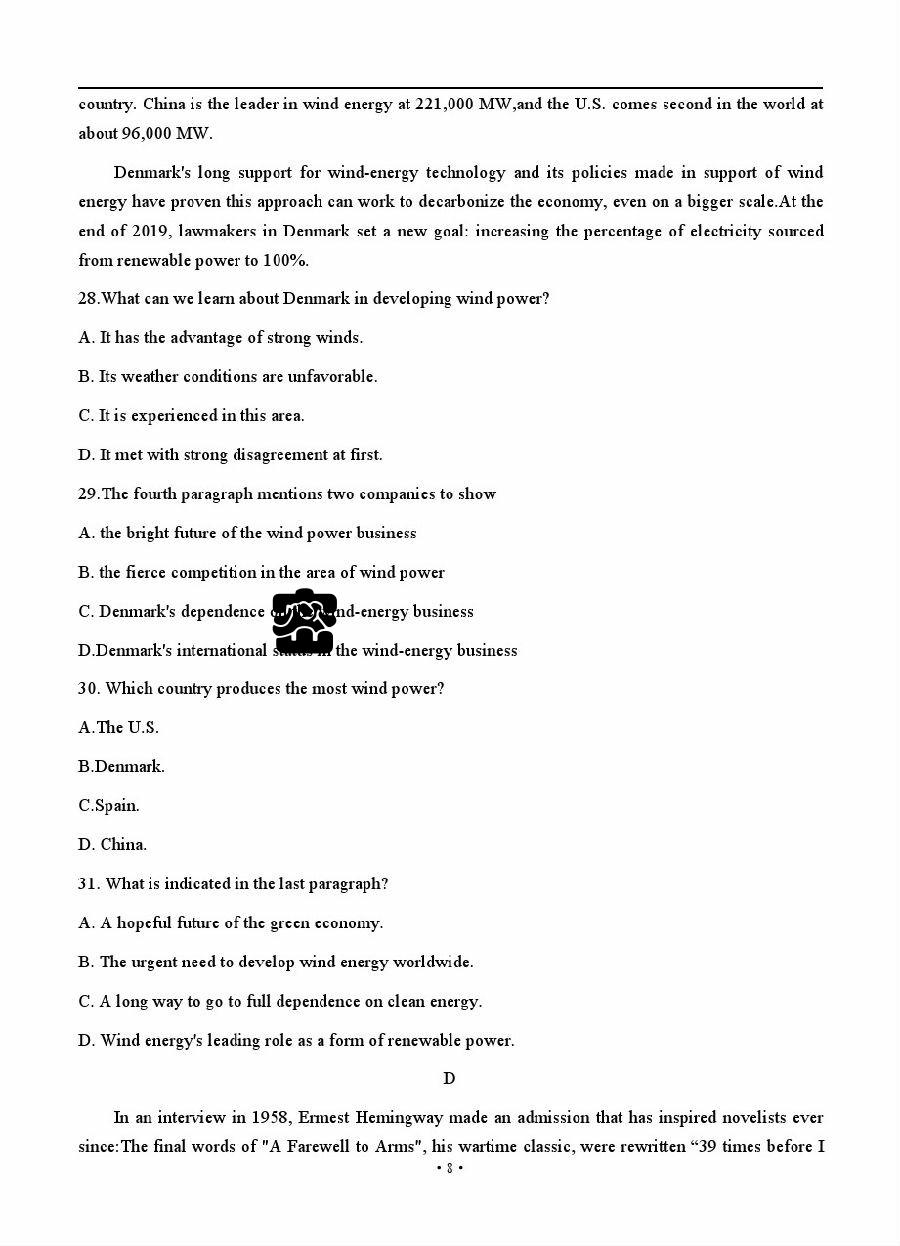 country. China is the leader in wind energy at 221,000 MW,and the U.S. comes second in the world at
about 96,000 MW.
Denmark's long support for wind-energy technology and its policies made in support of wind
energy have proven this approach can work to decarbonize the economy, even on a bigger scale.At the
end of 2019, lawmakers in Denmark set a new goal: increasing the percentage of electricity sourced
from renewable power to 100%.
28.What can we learn about Denmark in developing wind power?
A. It has the advantage of strong winds.
B. Its weather conditions are unfavorable.
C. It is experienced in this area.
D. It met with strong disagreement at first.
29.The fourth paragraph mentions two companies to show
A. the bright future of the wind power business
B. the fierce competition in the area of wind power
C. Denmark's dependence nd-energy business
D.Denmark's international the wind-energy business
30. Which country produces the most wind power?
A.The U.S.
B.Denmark.
C.Spain.
D. China.
31. What is indicated in the last paragraph?
A. A hopeful future of the green economy.
B. The urgent need to develop wind energy worldwide.
C. A long way to go to full dependence on clean energy.
D. Wind energy's leading role as a form of renewable power.
D
In an interview in 1958, Ermest Hemingway made an admission that has inspired novelists ever
since:The final words of "A Farewell to Arms", his wartime classic, were rewritten “39 times before I
• 8 •